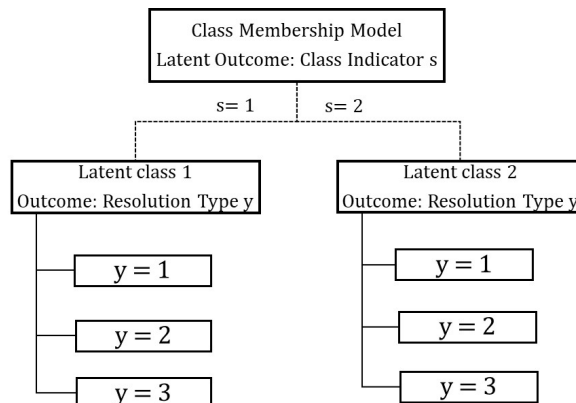 Class Membership Model
Latent Outcome: Class Indicator s
s= 1
s= 2
Latent class 1
Outcome: Resolution Type y
y = 1
y = 2
y = 3
Latent class 2
Outcome: Resolution Type y
y = 1
y = 2
y = 3